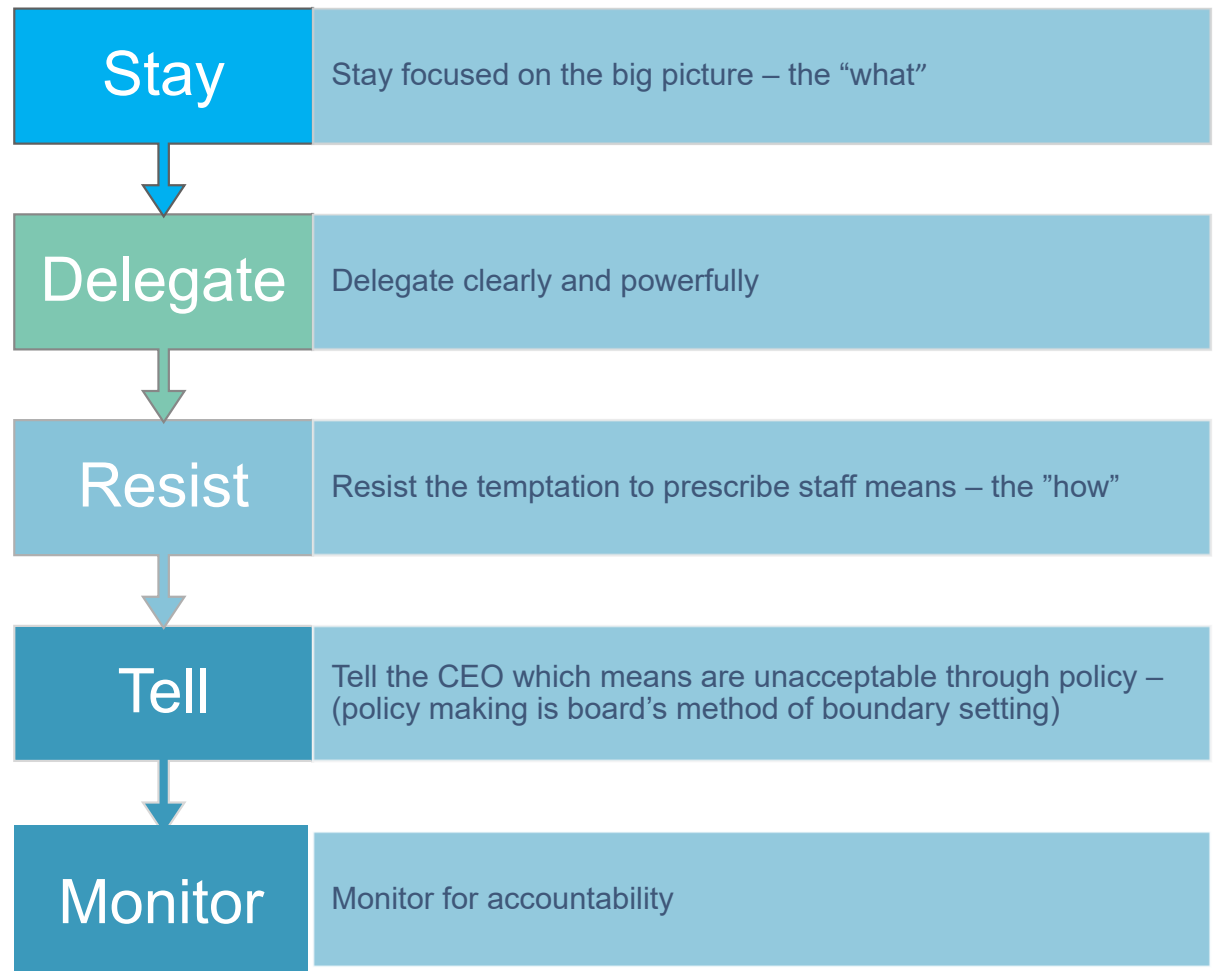 Stay
Stay focused on the big picture – the “what”
Delegate
Delegate clearly and powerfully
Resist
Resist the temptation to prescribe staff means – the ”how”
Tell
Tell the CEO which means are unacceptable through policy –
(policy making is board’s method of boundary setting)
Monitor
Monitor for accountability